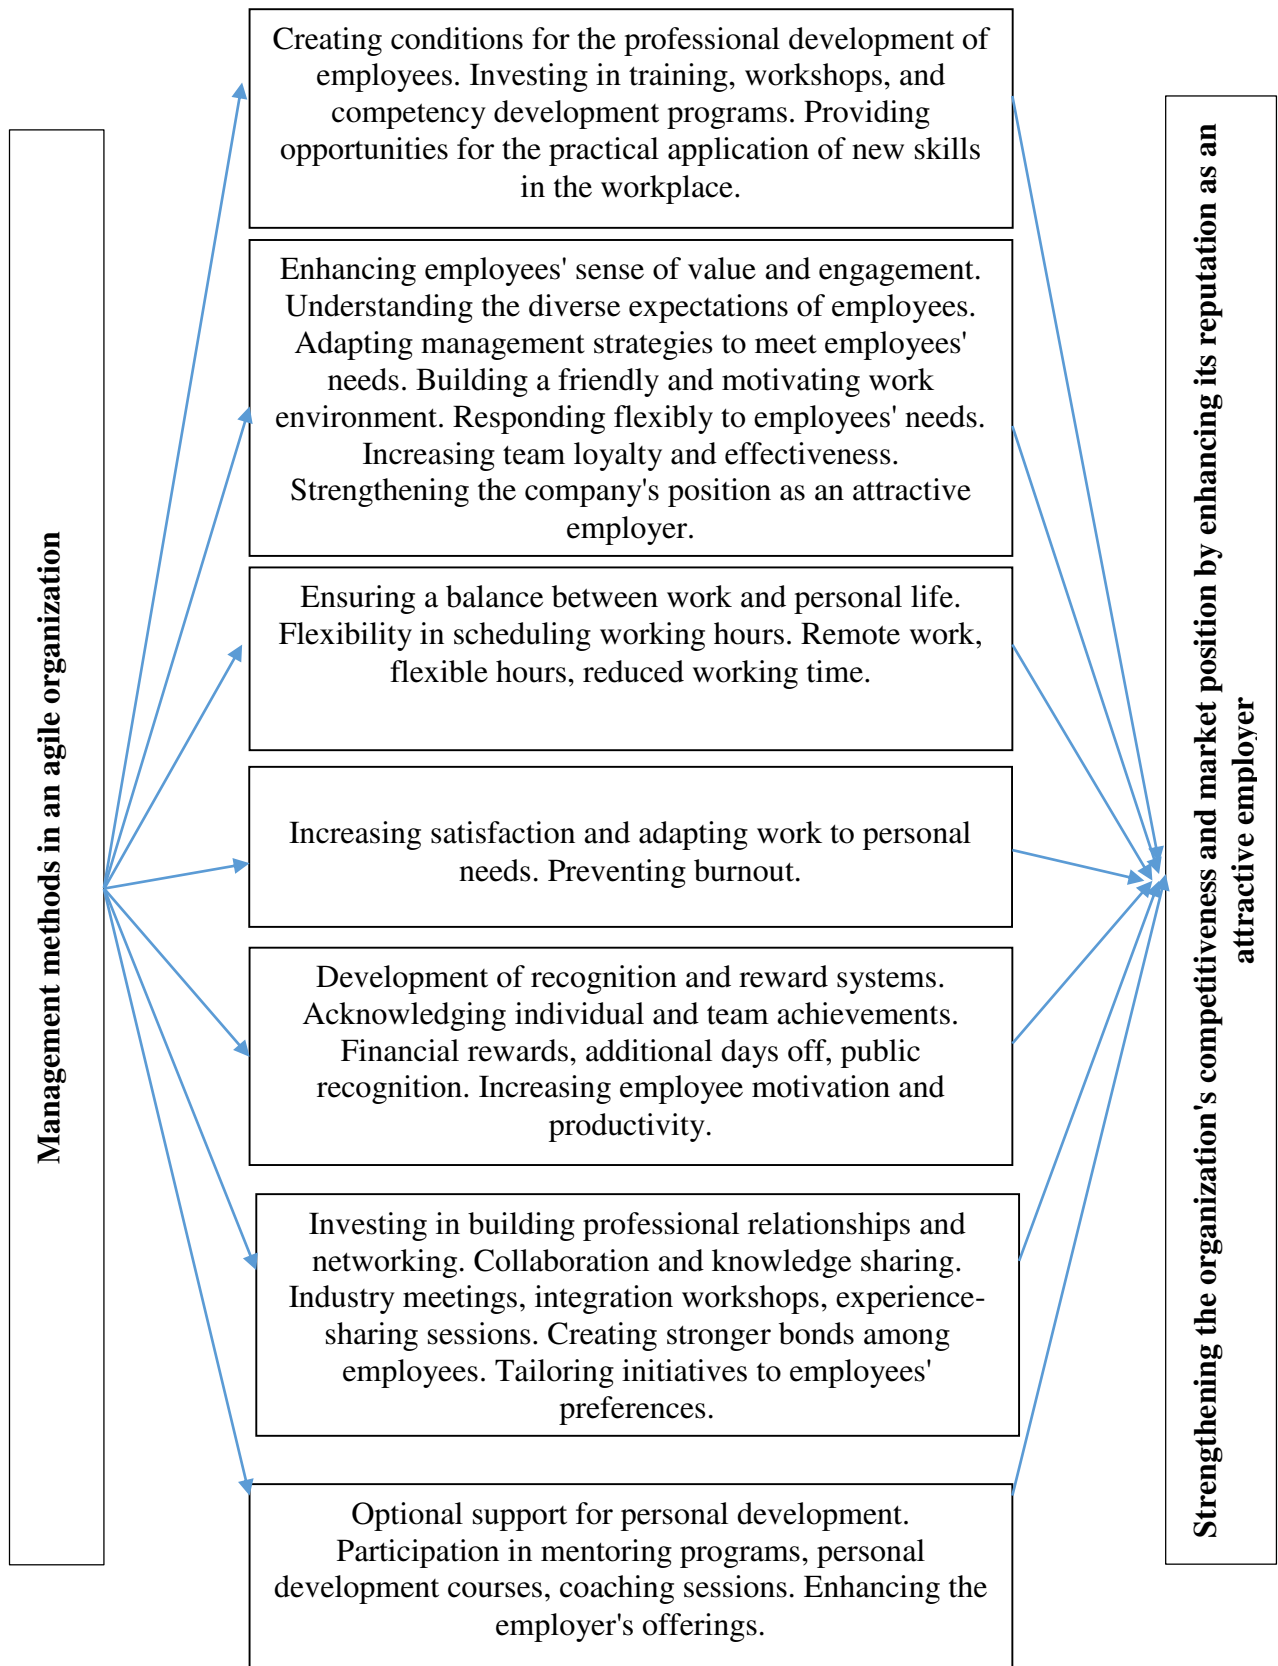 Management methods in an agile organization
Creating conditions for the professional development of
employees. Investing in training, workshops, and
competency development programs. Providing
opportunities for the practical application of new skills
in the workplace.
Enhancing employees' sense of value and engagement.
Understanding the diverse expectations of employees.
Adapting management strategies to meet employees'
needs. Building a friendly and motivating work
environment. Responding flexibly to employees' needs.
Increasing team loyalty and effectiveness.
Strengthening the company's position as an attractive
employer.
Ensuring a balance between work and personal life.
Flexibility in scheduling working hours. Remote work,
flexible hours, reduced working time.
Increasing satisfaction and adapting work to personal
needs. Preventing burnout.
Development of recognition and reward systems.
Acknowledging individual and team achievements.
Financial rewards, additional days off, public
recognition. Increasing employee motivation and
productivity.
Investing in building professional relationships and
networking. Collaboration and knowledge sharing.
Industry meetings, integration workshops, experience-
sharing sessions. Creating stronger bonds among
employees. Tailoring initiatives to employees'
preferences.
Optional support for personal development.
Participation in mentoring programs, personal
development courses, coaching sessions. Enhancing the
employer's offerings.
Strengthening the organization's competitiveness and market position by enhancing its reputation as an
attractive employer